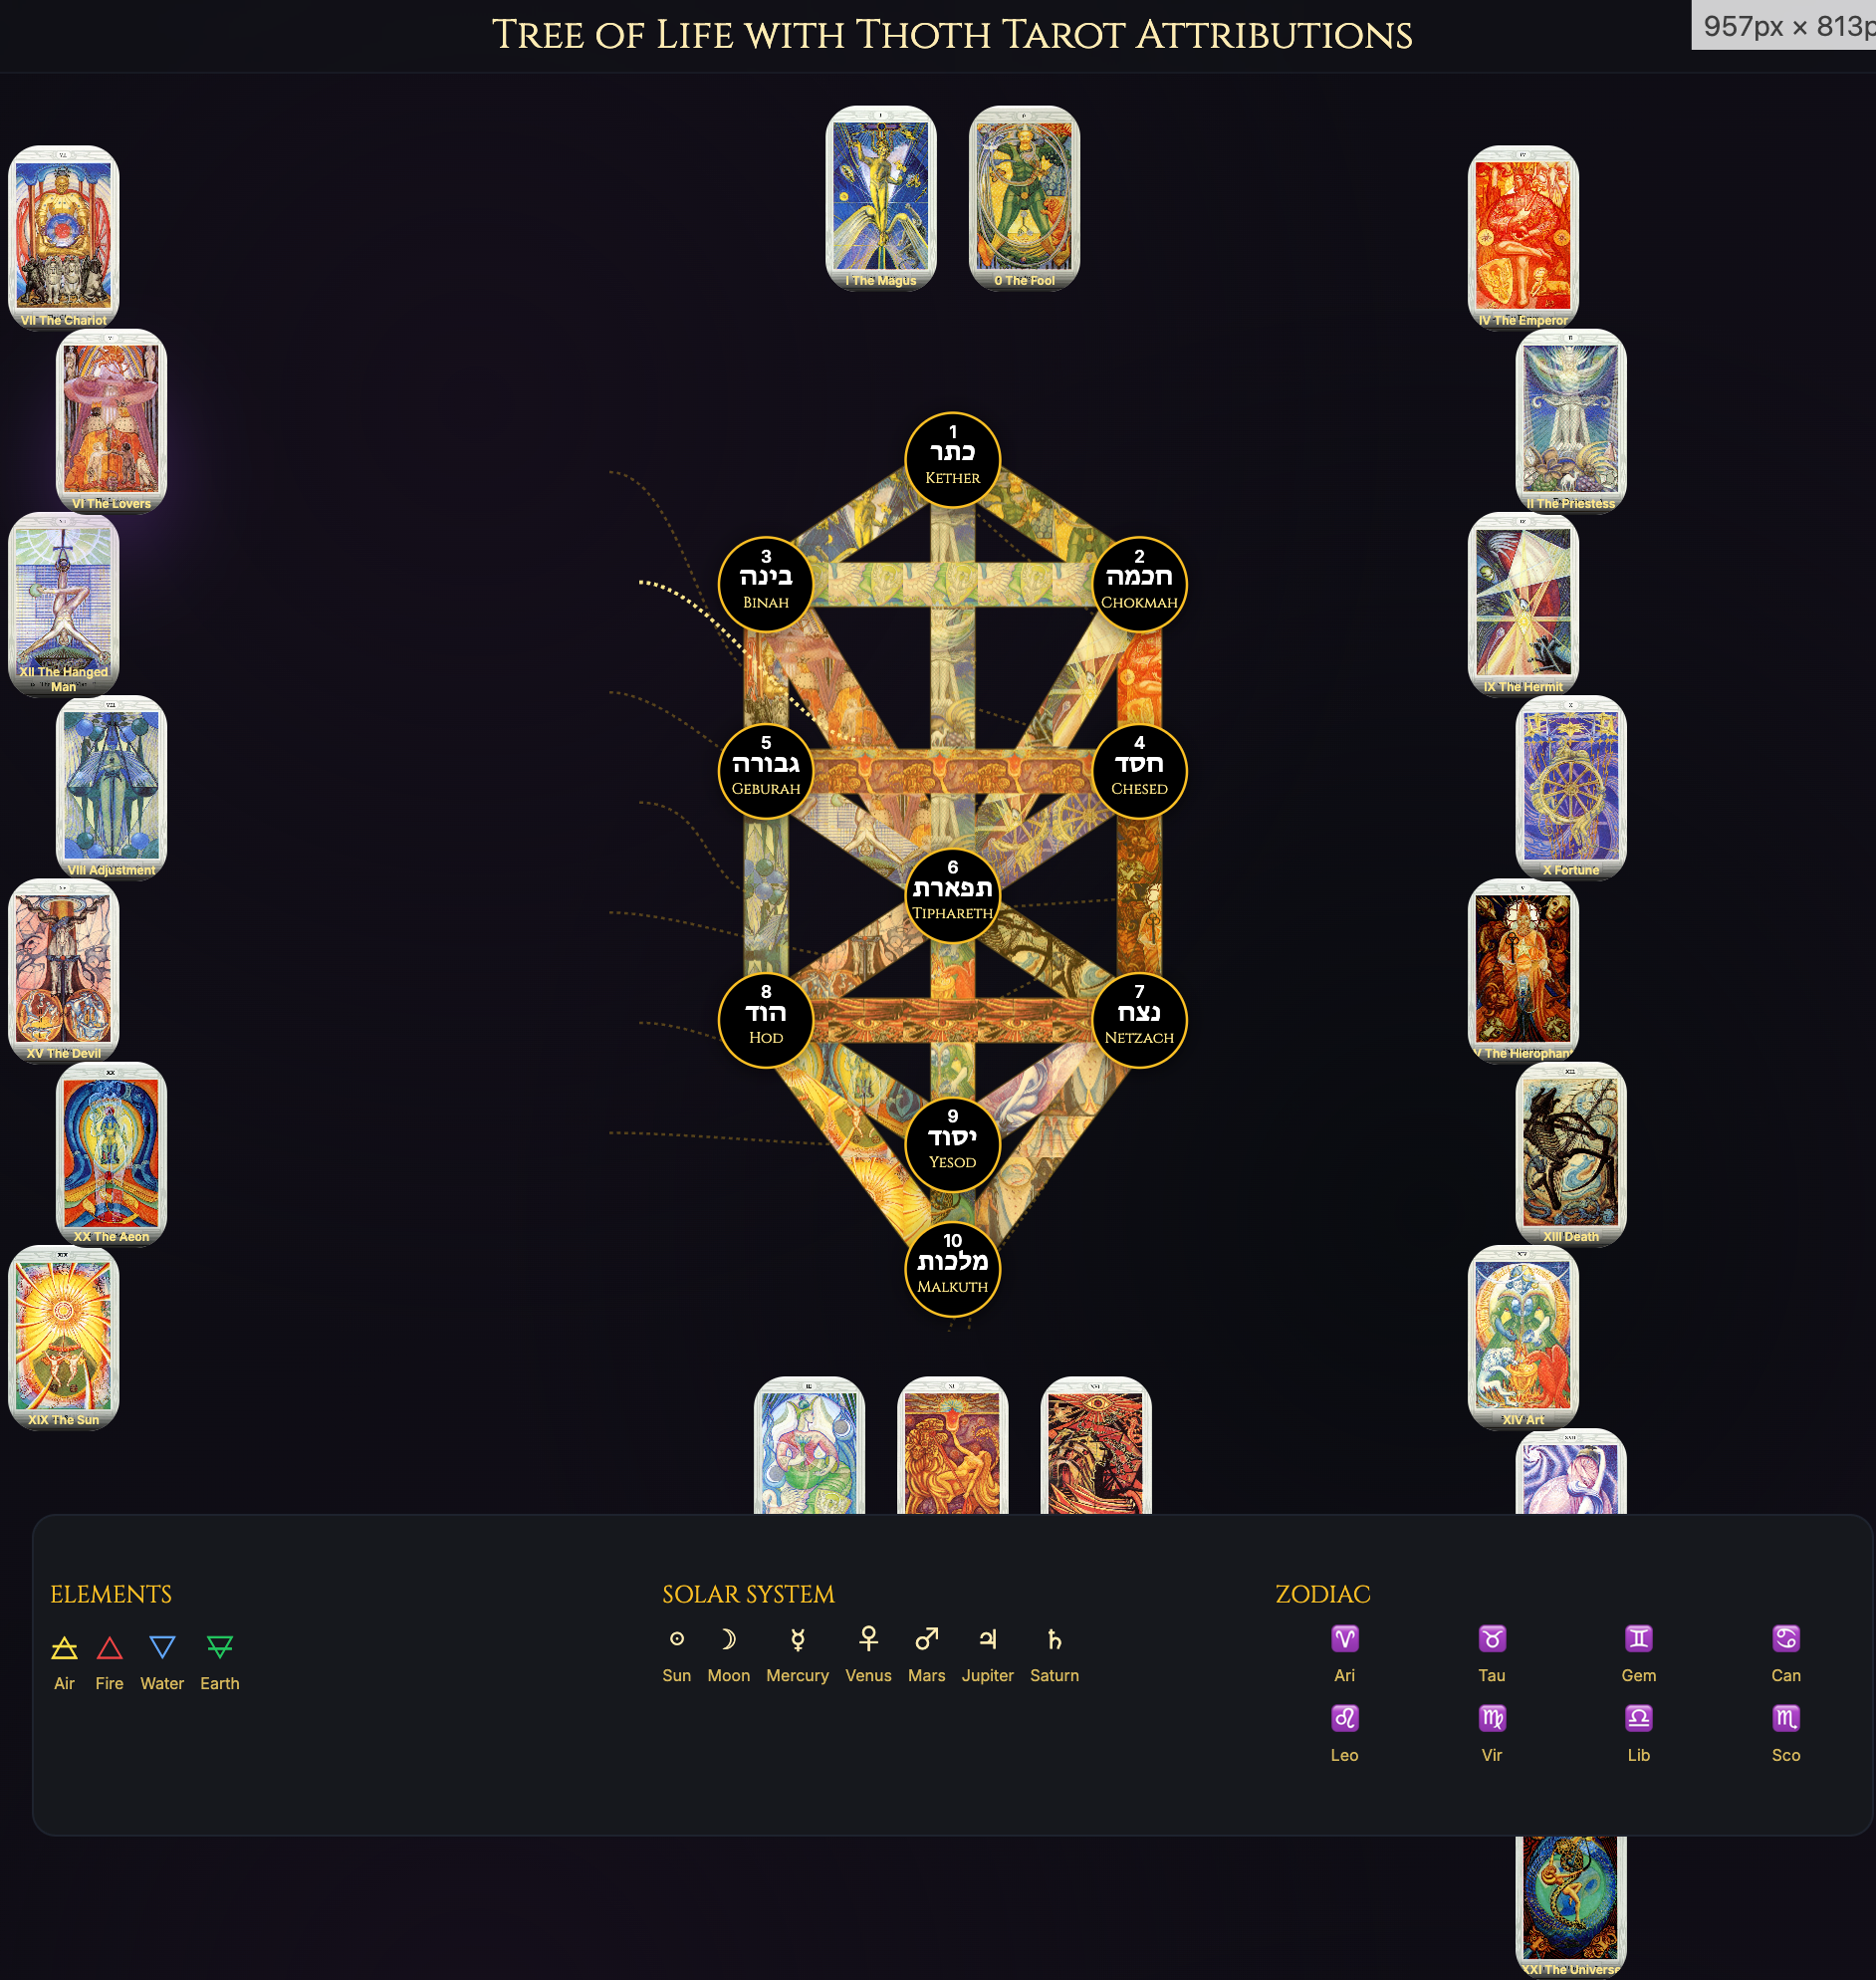 Tree of Life with Thoth Tarot Attributions
957px × 813p
I The Magus
0 The Fool
VII The Chariot
IV The Emperor
VI The Lovers
II The Priestess
XII The Hanged
Man
IX The Hermit
VIII Adjustment
X Fortune
XV The Devil
V The Hierophant
XX The Aeon
XIII Death
XIX The Sun
XIV Art
1
כתר
Kether
3
בינה
Binah
2
חכמה
Chokmah
5
גבורה
Geburah
4
חסד
Chesed
6
תפארת
Tiphareth
8
הוד
Hod
7
נצח
Netzach
9
יסוד
Yesod
10
מלכות
Malkuth
ELEMENTS
Air
Fire
Water
Earth
SOLAR SYSTEM
Sun
Moon
Mercury
Venus
Mars
Jupiter
Saturn
ZODIAC
Ari
Tau
Gem
Can
Leo
Vir
Lib
Sco
XXI The Universe